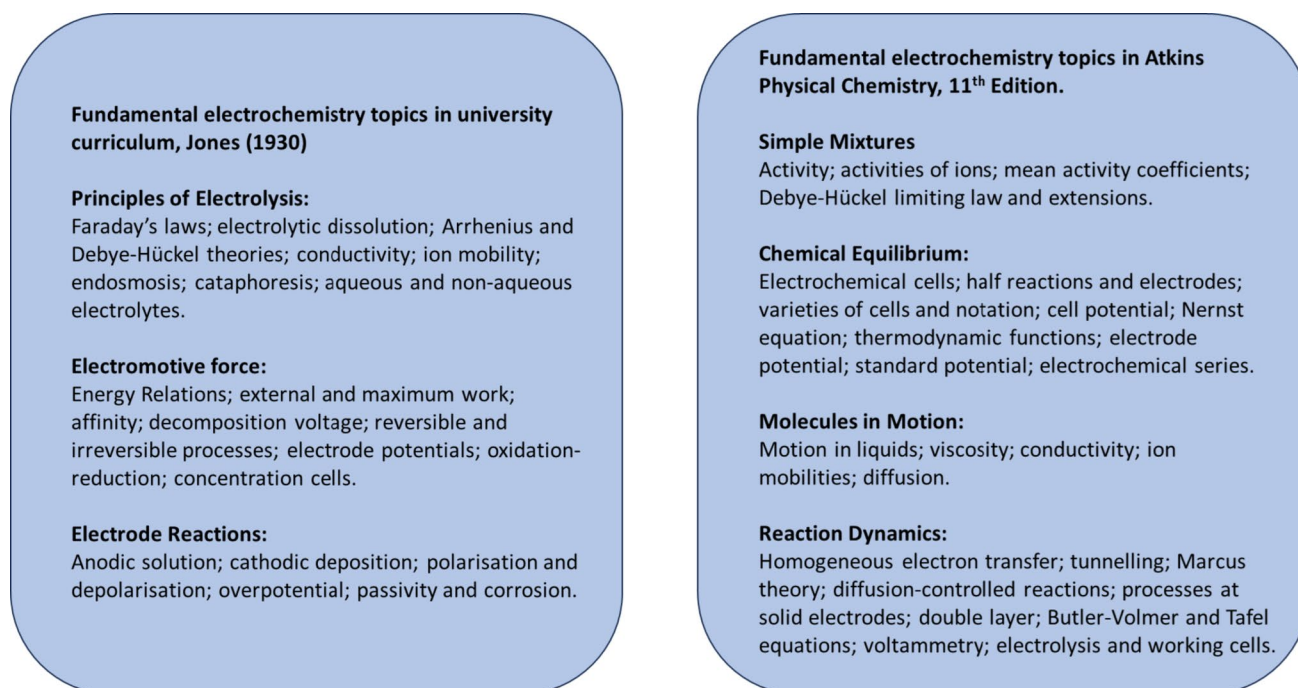 Fundamental electrochemistry topics in university
curriculum, Jones (1930)
Principles of Electrolysis:
Faraday’s laws; electrolytic dissolution; Arrhenius and
Debye-Hückel theories; conductivity; ion mobility;
endosmosis; cataphoresis; aqueous and non-aqueous
electrolytes.
Electromotive force:
Energy Relations; external and maximum work;
affinity; decomposition voltage; reversible and
irreversible processes; electrode potentials; oxidation-
reduction; concentration cells.
Electrode Reactions:
Anodic solution; cathodic deposition; polarisation and
depolarisation; overpotential; passivity and corrosion.
Fundamental electrochemistry topics in Atkins
Physical Chemistry, 11th Edition.
Simple Mixtures
Activity; activities of ions; mean activity coefficients;
Debye-Hückel limiting law and extensions.
Chemical Equilibrium:
Electrochemical cells; half reactions and electrodes;
varieties of cells and notation; cell potential; Nernst
equation; thermodynamic functions; electrode
potential; standard potential; electrochemical series.
Molecules in Motion:
Motion in liquids; viscosity; conductivity; ion
mobilities; diffusion.
Reaction Dynamics:
Homogeneous electron transfer; tunnelling; Marcus
theory; diffusion-controlled reactions; processes at
solid electrodes; double layer; Butler-Volmer and Tafel
equations; voltammetry; electrolysis and working cells.